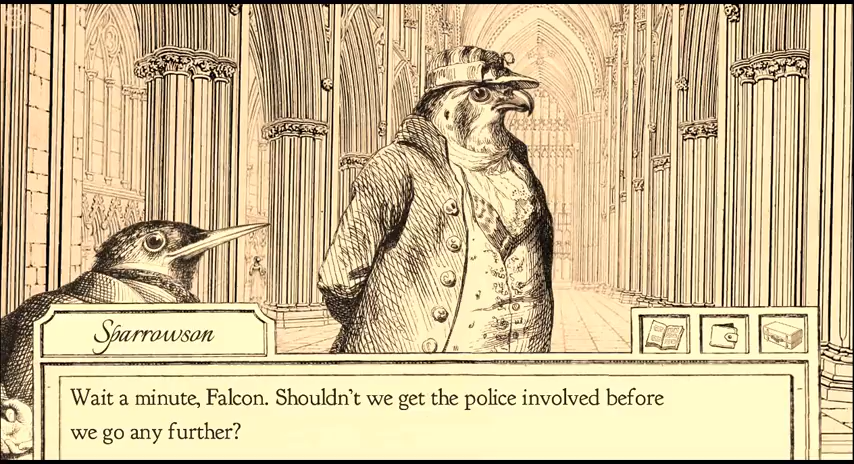 Sparrowson
Wait a minute, Falcon. Shouldn't we get the police involved before
we go any further?